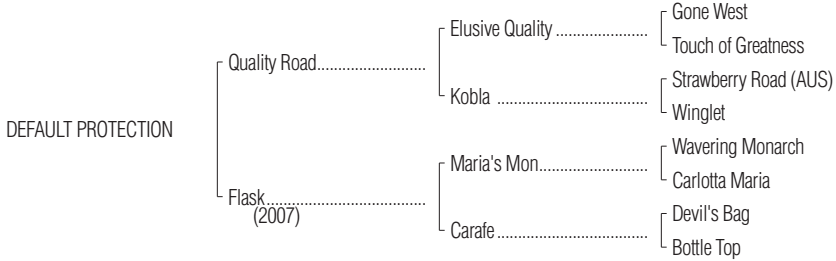 Gone West
Elusive Quality
Touch of Greatness
Quality Road
Strawberry Road (AUS)
Kobla
Winglet
DEFAULT PROTECTION
Wavering Monarch
Maria's Mon
Carlotta Maria
Flask
(2007)
Devil's Bag
Carafe
Bottle Top